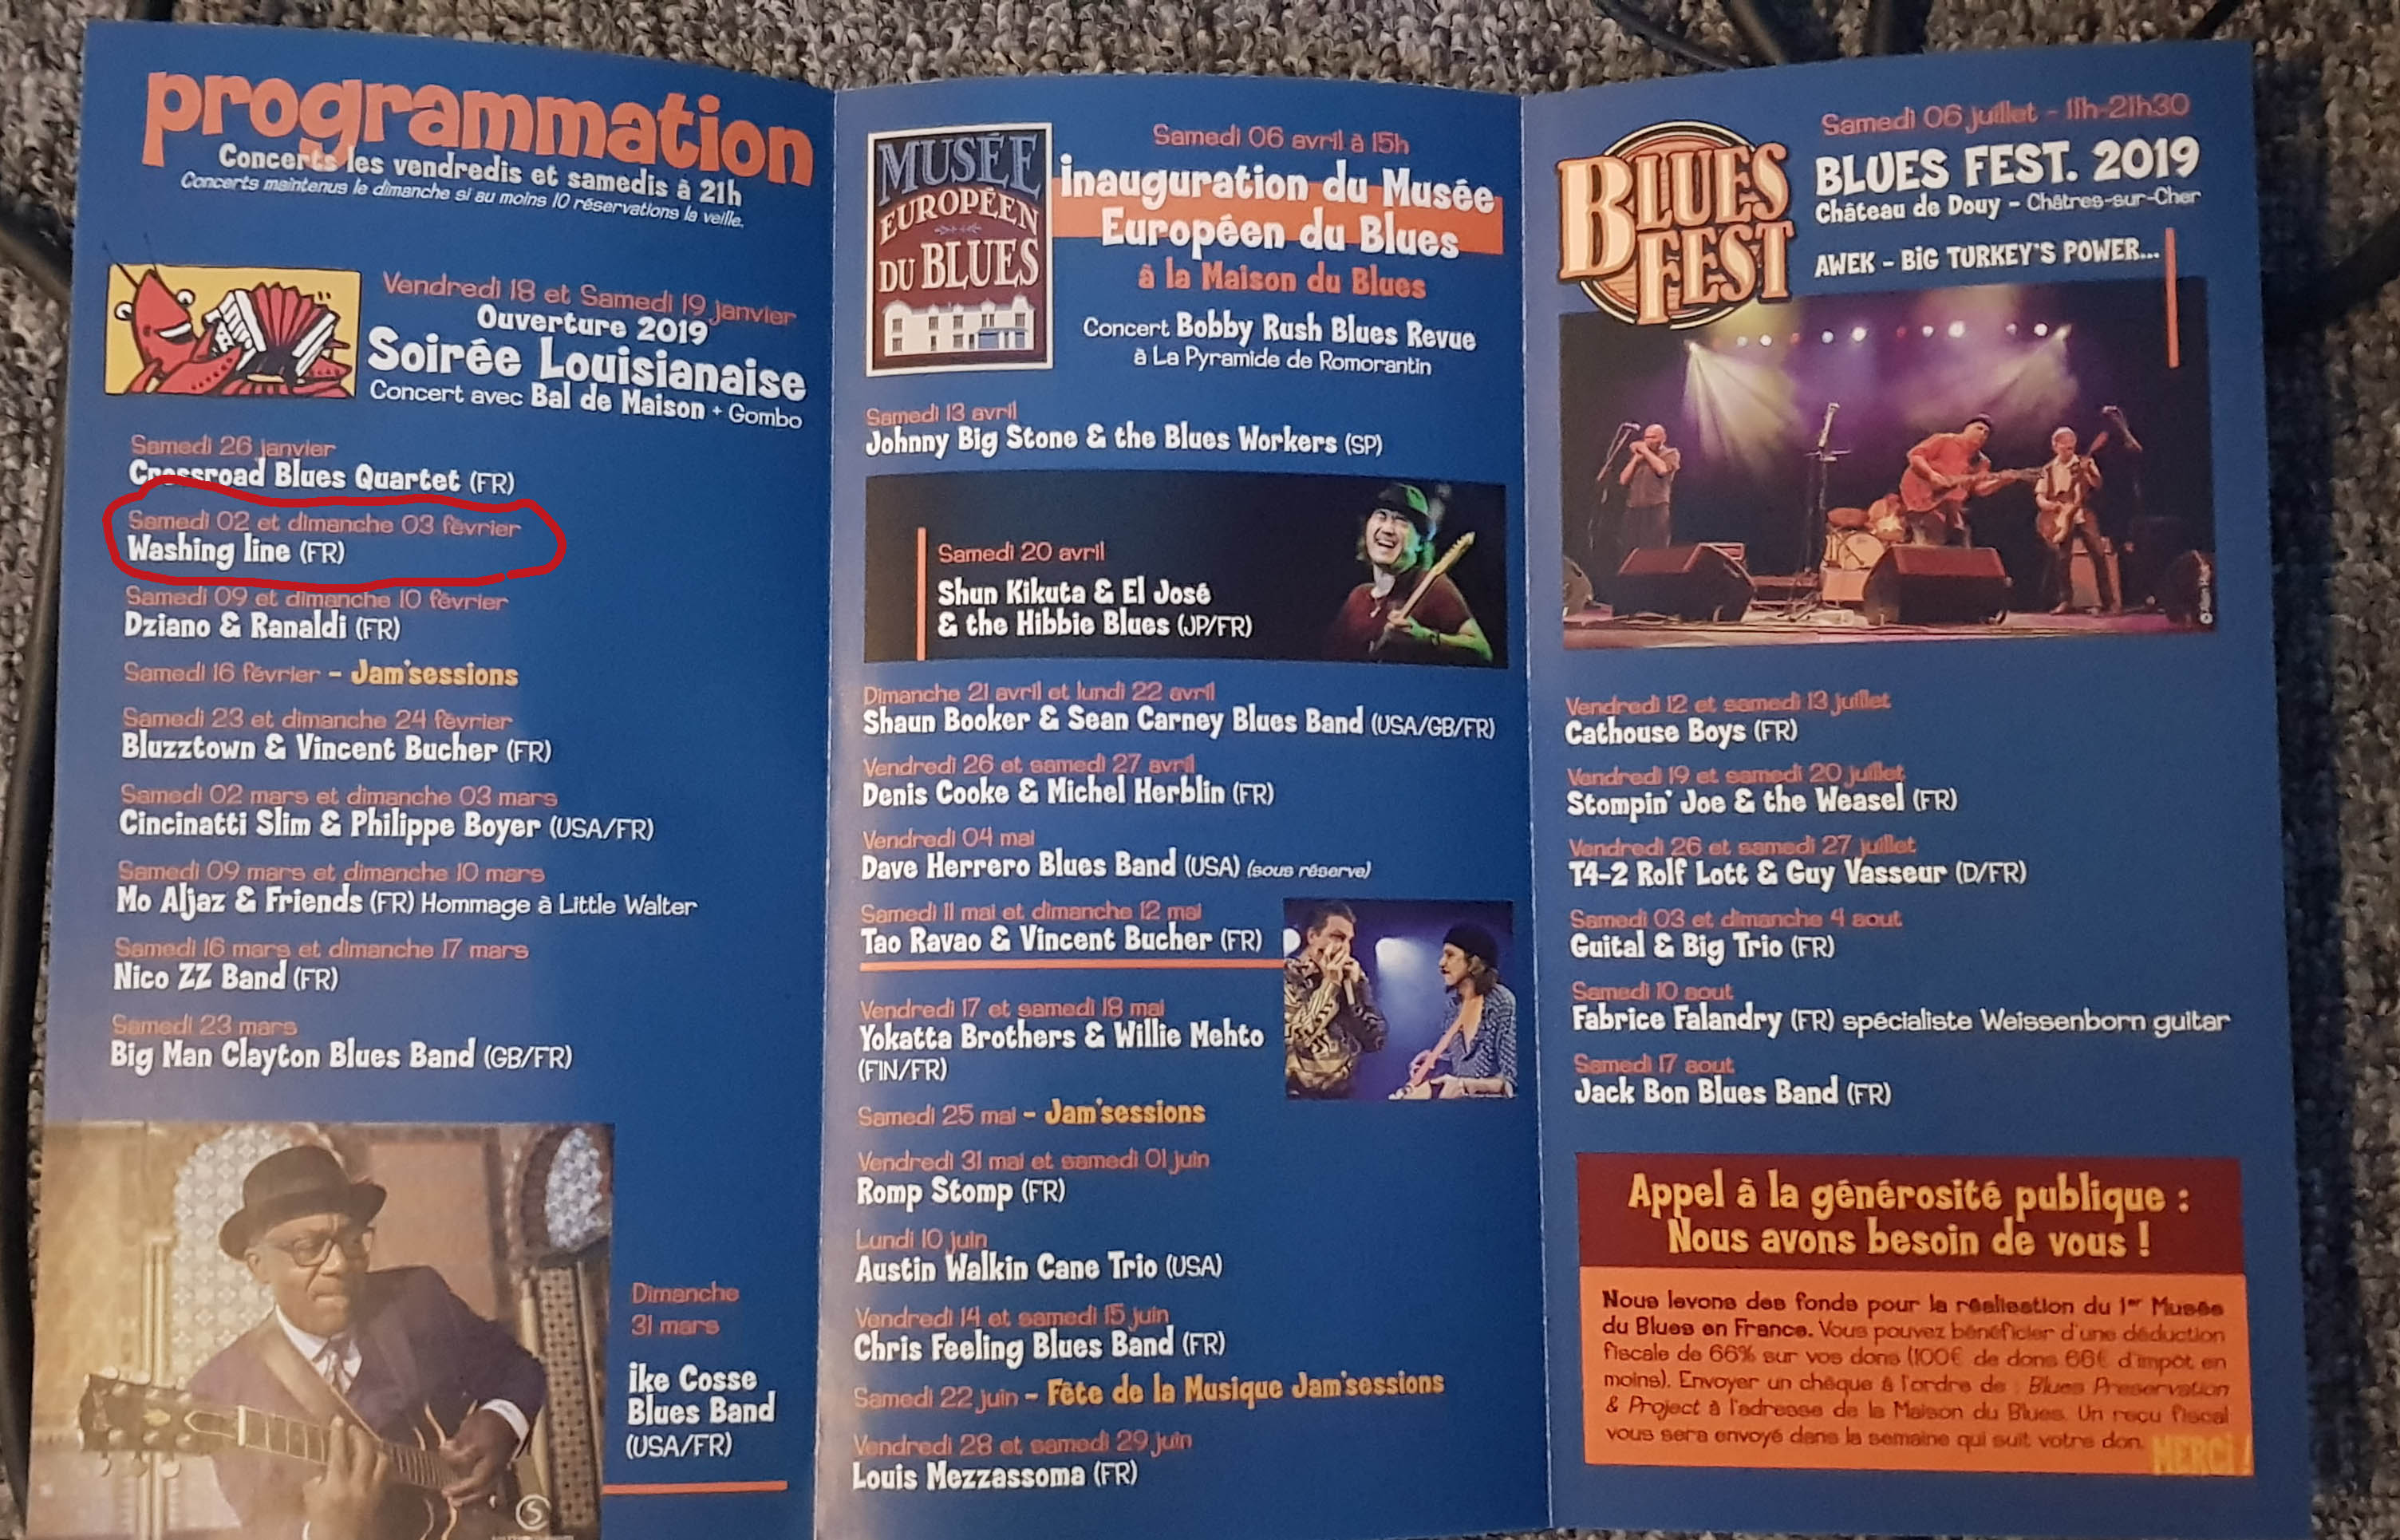 programmation
Concerts les vendredis et samedis à 21h
Concerts maintenus le dimanche si au moins 10 réservations la veille.
Vendredi 18 et Samedi 19 janvier
Ouverture 2019
Soirée Louisianaise
Concert avec Bal de Maison + Gombo
Samedi 26 janvier
Crossroad Blues Quartet (FR)
Samedi 02 et dimanche 03 février
Washing line (FR)
Samedi 09 et dimanche 10 février
Dziano & Ranaldi (FR)
Samedi 16 février - Jam'sessions
Samedi 23 et dimanche 24 février
Bluzztown & Vincent Bucher (FR)
Samedi 02 mars et dimanche 03 mars
Cincinatti Slim & Philippe Boyer (USA/FR)
Samedi 09 mars et dimanche 10 mars
Mo Aljaz & Friends (FR) Hommage à Little Walter
Samedi 16 mars et dimanche 17 mars
Nico ZZ Band (FR)
Samedi 23 mars
Big Man Clayton Blues Band (GB/FR)
Dimanche
31 mars
ike Cosse
Blues Band
(USA/FR)
MUSÉE
EUROPÉEN
DU BLUES
Samedi 06 avril à 15h
inauguration du Musée
Européen du Blues
à la Maison du Blues
Concert Bobby Rush Blues Revue
à La Pyramide de Romorantin
Samedi 13 avril
Johnny Big Stone & the Blues Workers (SP)
Samedi 20 avril
Shun Kikuta & El José
& the Hibbie Blues (JP/FR)
Dimanche 21 avril et lundi 22 avril
Shaun Booker & Sean Carney Blues Band (USA/GB/FR)
Vendredi 26 et samedi 27 avril
Denis Cooke & Michel Herblin (FR)
Vendredi 04 mai
Dave Herrero Blues Band (USA) (sous réserve)
Samedi 11 mai et dimanche 12 mai
Tao Ravao & Vincent Bucher (FR)
Vendredi 17 et samedi 18 mai
Yokatta Brothers & Willie Mehto
(FIN/FR)
Samedi 25 mai - Jam'sessions
Vendredi 31 mai et samedi 01 juin
Romp Stomp (FR)
Lundi 10 juin
Austin Walkin Cane Trio (USA)
Vendredi 14 et samedi 15 juin
Chris Feeling Blues Band (FR)
Samedi 22 juin - Fête de la Musique Jam'sessions
Vendredi 28 et samedi 29 juin
Louis Mezzassoma (FR)
BLUES
FEST
Samedi 06 juillet - 11h-21h30
BLUES FEST. 2019
Château de Douy - Châtres-sur-Cher
AWEK - BiG TURKEY'S POWER...
Vendredi 12 et samedi 13 juillet
Cathouse Boys (FR)
Vendredi 19 et samedi 20 juillet
Stompin' Joe & the Weasel (FR)
Vendredi 26 et samedi 27 juillet
T4-2 Rolf Lott & Guy Vasseur (D/FR)
Samedi 03 et dimanche 4 aout
Guital & Big Trio (FR)
Samedi 10 aout
Fabrice Falandry (FR) spécialiste Weissenborn guitar
Samedi 17 aout
Jack Bon Blues Band (FR)
Appel à la générosité publique :
Nous avons besoin de vous !
Nous levons des fonds pour la réalisation du 1er Musée
du Blues en France. Vous pouvez bénéficier d'une déduction
fiscale de 66% sur vos dons (100€ de dons 66€ d'impôt en
moins). Envoyer un chèque à l'ordre de : Blues Preservation
& Project à l'adresse de la Maison du Blues. Un reçu fiscal
vous sera envoyé dans la semaine qui suit votre don. MERCi !